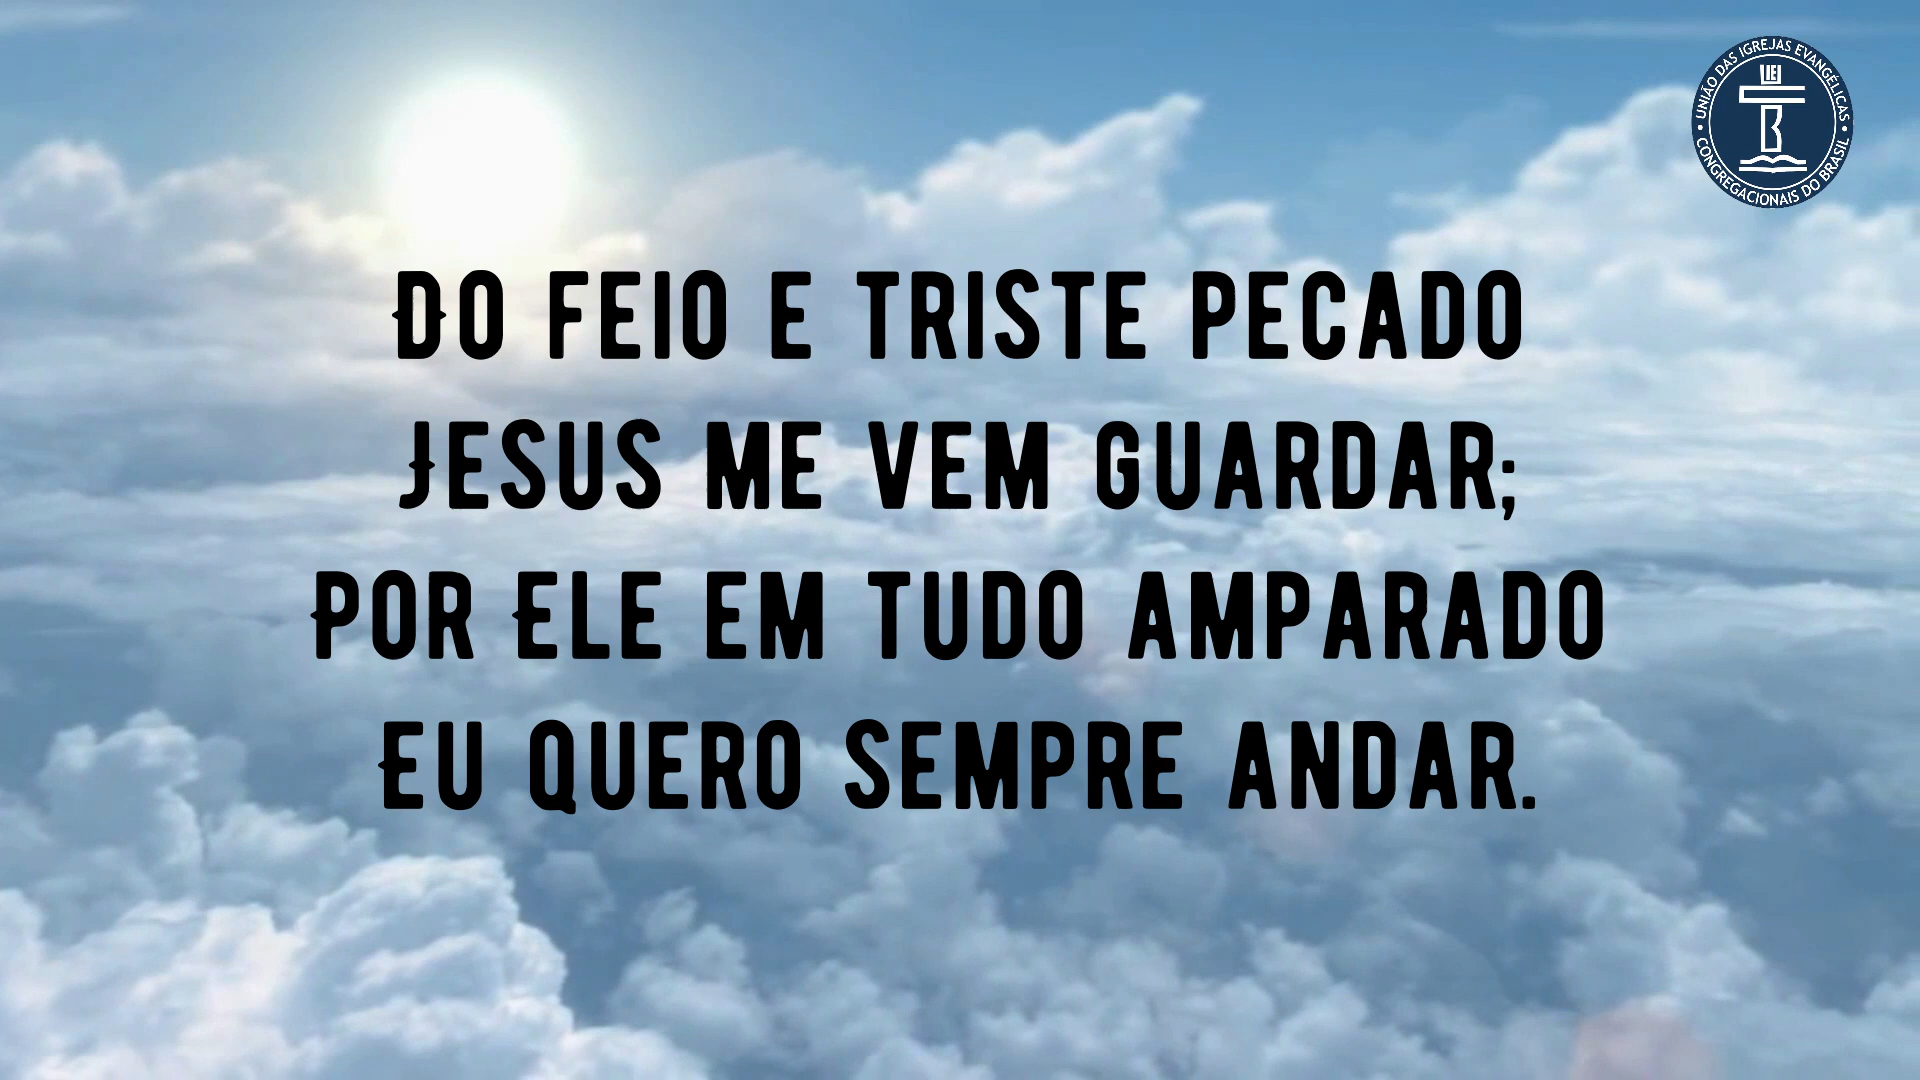 UNIÃO DAS IGREJAS EVANGÉLICAS
CONGREGACIONAIS DO BRASIL
Do feio e triste pecado
Jesus me vem guardar;
Por Ele em tudo amparado
Eu quero sempre andar.